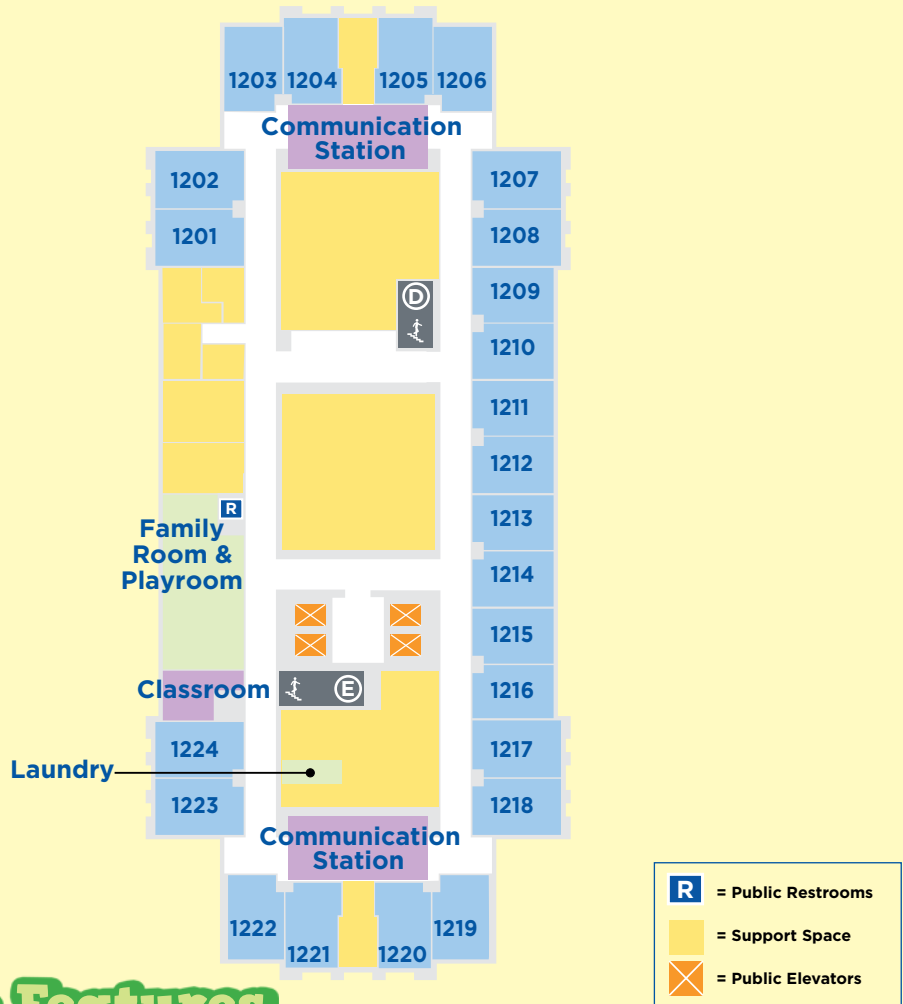 1203 1204 1205 1206
Communication
Station
1202
1201
1207
1208
1209
D
1210
1211
1212
R
1213
Family
Room &
Playroom
1214
1215
Classroom
E
1216
1224
1217
Laundry
1223
1218
Communication
Station
1222
1221
1220
1219
R = Public Restrooms
= Support Space
= Public Elevators
Features